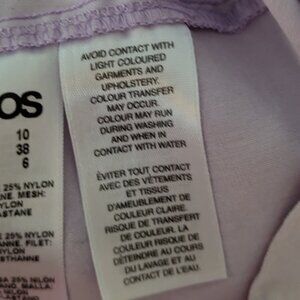 OS
10
38
6
25% NYLON
MESH:
25% NYLON
FILET:
25% NILON
MALLA:
AVOID CONTACT WITH
LIGHT COLOURED
GARMENTS AND
UPHOLSTERY.
COLOUR TRANSFER
MAY OCCUR.
COLOUR MAY RUN
DURING WASHING
AND WHEN IN
CONTACT WITH WATER
ÉVITER TOUT CONTACT
AVEC DES VÊTEMENTS
ET TISSUS
D'AMEUBLEMENT DE
COULEUR CLAIRE.
RISQUE DE TRANSFERT
DE COULEUR. LA
COULEUR RISQUE DE
DÉTEINDRE AU COURS
DU LAVAGE ET AU
CONTACT DE L'EAU.